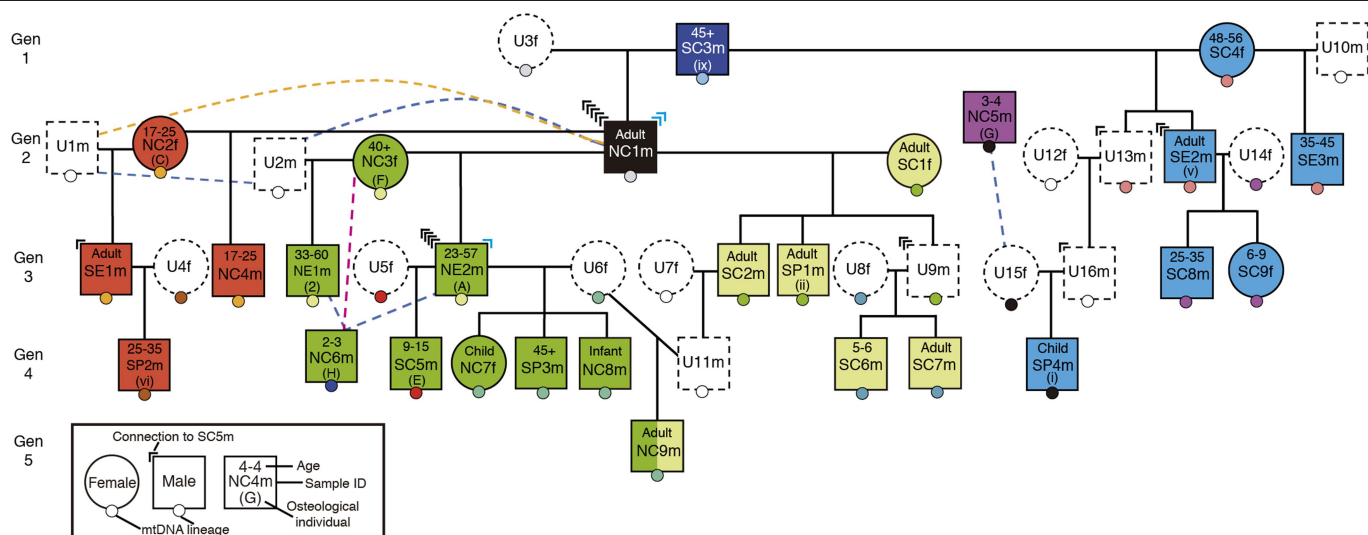 Gen
1
U3f
45+
SC3m
(ix)
48-56
SC4f
U10m
Gen
2
U1m
17-25
NC2f
(C)
U2m
40+
NC3f
(F)
Adult
NC1m
Adult
SC1f
3-4
NC5m
(G)
U12f
U13m
Adult
SE2m
(v)
U14f
35-45
SE3m
Gen
3
Adult
SE1m
U4f
17-25
NC4m
33-60
NE1m
(2)
U5f
23-57
NE2m
(A)
U6f
U7f
Adult
SC2m
Adult
SP1m
(ii)
U8f
U9m
U15f
U16m
25-35
SC8m
6-9
SC9f
Gen
4
25-35
SP2m
(vi)
2-3
NC6m
(H)
9-15
SC5m
(E)
Child
NC7f
45+
SP3m
Infant
NC8m
U11m
5-6
SC6m
Adult
SC7m
Child
SP4m
(i)
Gen
5
Adult
NC9m
Connection to SC5m
Female
Male
4-4
NC4m
(G)
Age
Sample ID
Osteological
individual
mtDNA lineage